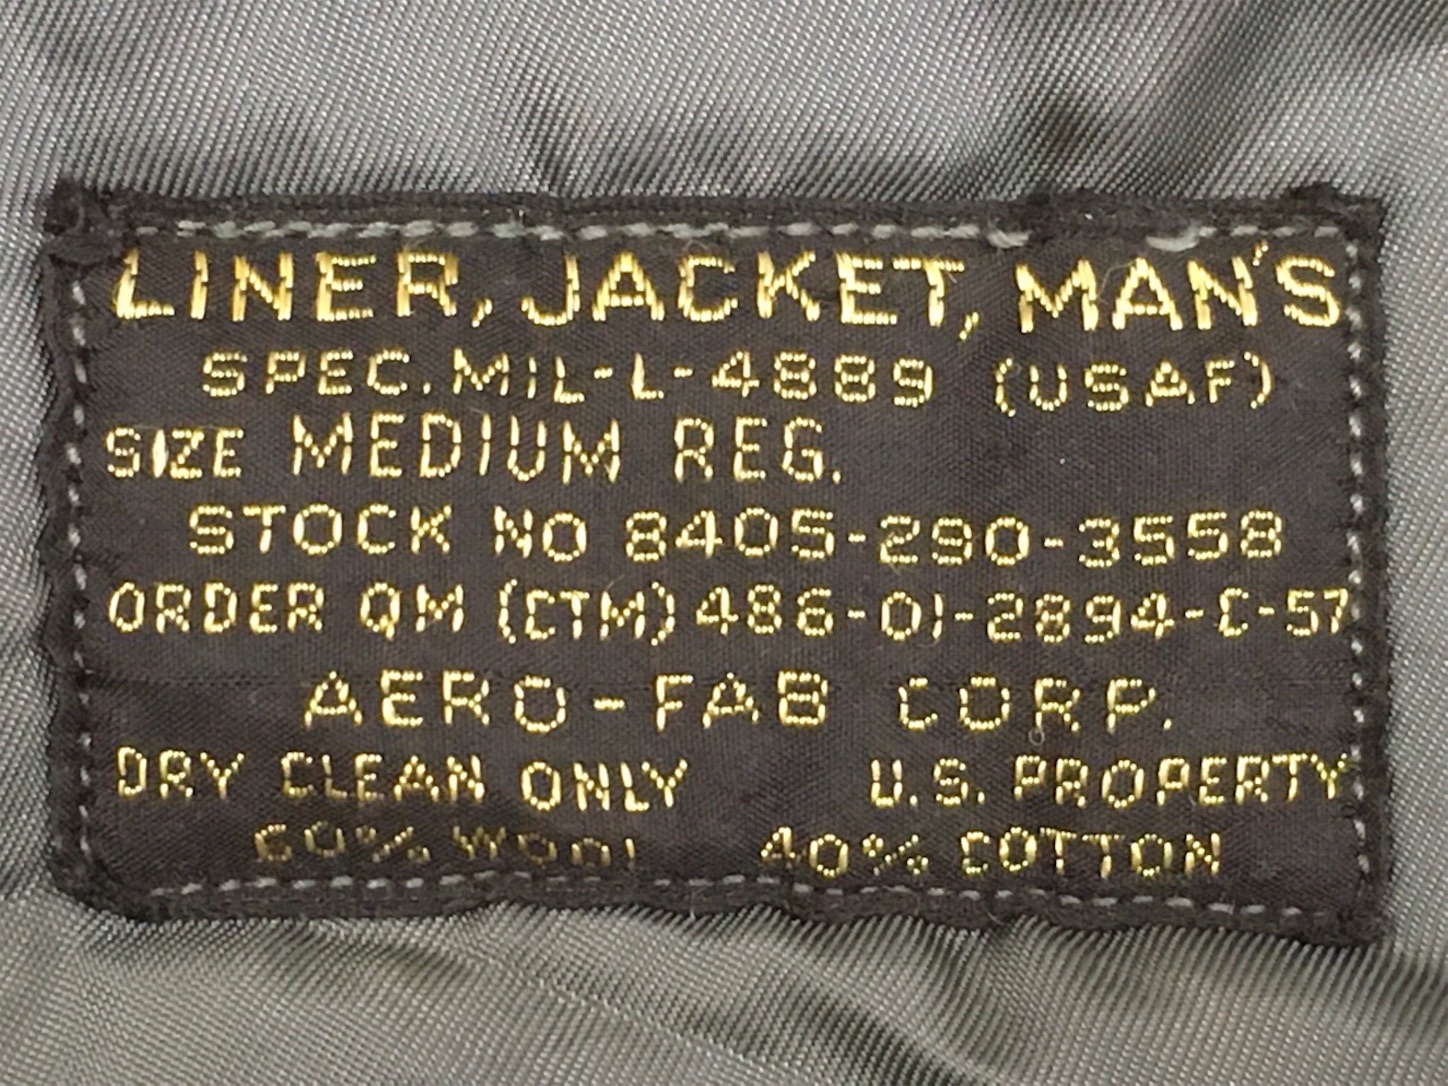 LINER, JACKET, MAN'S
SPEC. MIL-L-4889 (USAF)
SIZE MEDIUM REG.
STOCK NO 8405-290-3558
ORDER QM (CTM) 486-01-2894-C-57
AERO-FAB CORP.
DRY CLEAN ONLY U.S. PROPERTY
60% WOOL 40% COTTON